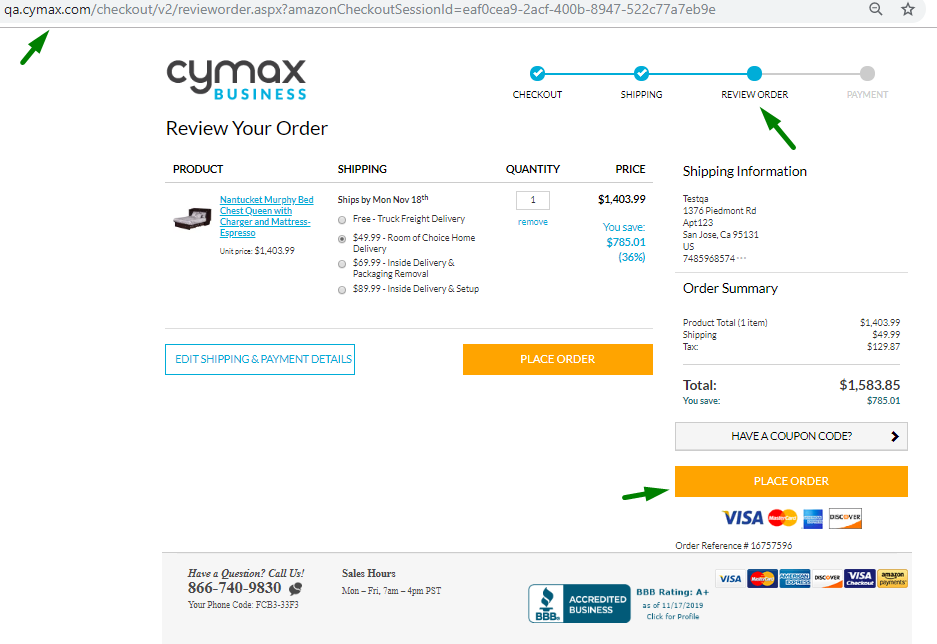 qa.cymax.com/checkout/v2/revieworder.aspx?amazonCheckoutSessionId=eaf0cea9-2acf-400b-8947-522c77a7eb9e
cymax
BUSINESS
CHECKOUT
SHIPPING
REVIEW ORDER
PAYMENT
Review Your Order
PRODUCT
SHIPPING
QUANTITY
PRICE
Nantucket Murphy Bed
Chest Queen with
Charger and Mattress-
Espresso
Unit price: $1,403.99
Ships by Mon Nov 18th
Free - Truck Freight Delivery
$49.99 - Room of Choice Home
Delivery
$69.99 - Inside Delivery &
Packaging Removal
$89.99 - Inside Delivery & Setup
1
remove
$1,403.99
You save:
$785.01
(36%)
EDIT SHIPPING & PAYMENT DETAILS
PLACE ORDER
Shipping Information
Testqa
1376 Piedmont Rd
Apt123
San Jose, Ca 95131
US
7485968574 ---
Order Summary
Product Total (1 item) $1,403.99
Shipping $49.99
Tax: $129.87
Total: $1,583.85
You save: $785.01
HAVE A COUPON CODE?
PLACE ORDER
VISA MasterCard AMERICAN EXPRESS DISCOVER
Order Reference # 16757596
Have a Question? Call Us!
866-740-9830
Your Phone Code: FCB3-33F3
Sales Hours
Mon – Fri, 7am – 4pm PST
BBB
ACCREDITED
BUSINESS
BBB Rating: A+
as of 11/17/2019
Click for Profile
VISA MasterCard AMERICAN EXPRESS DISCOVER VISA Checkout amazon payments